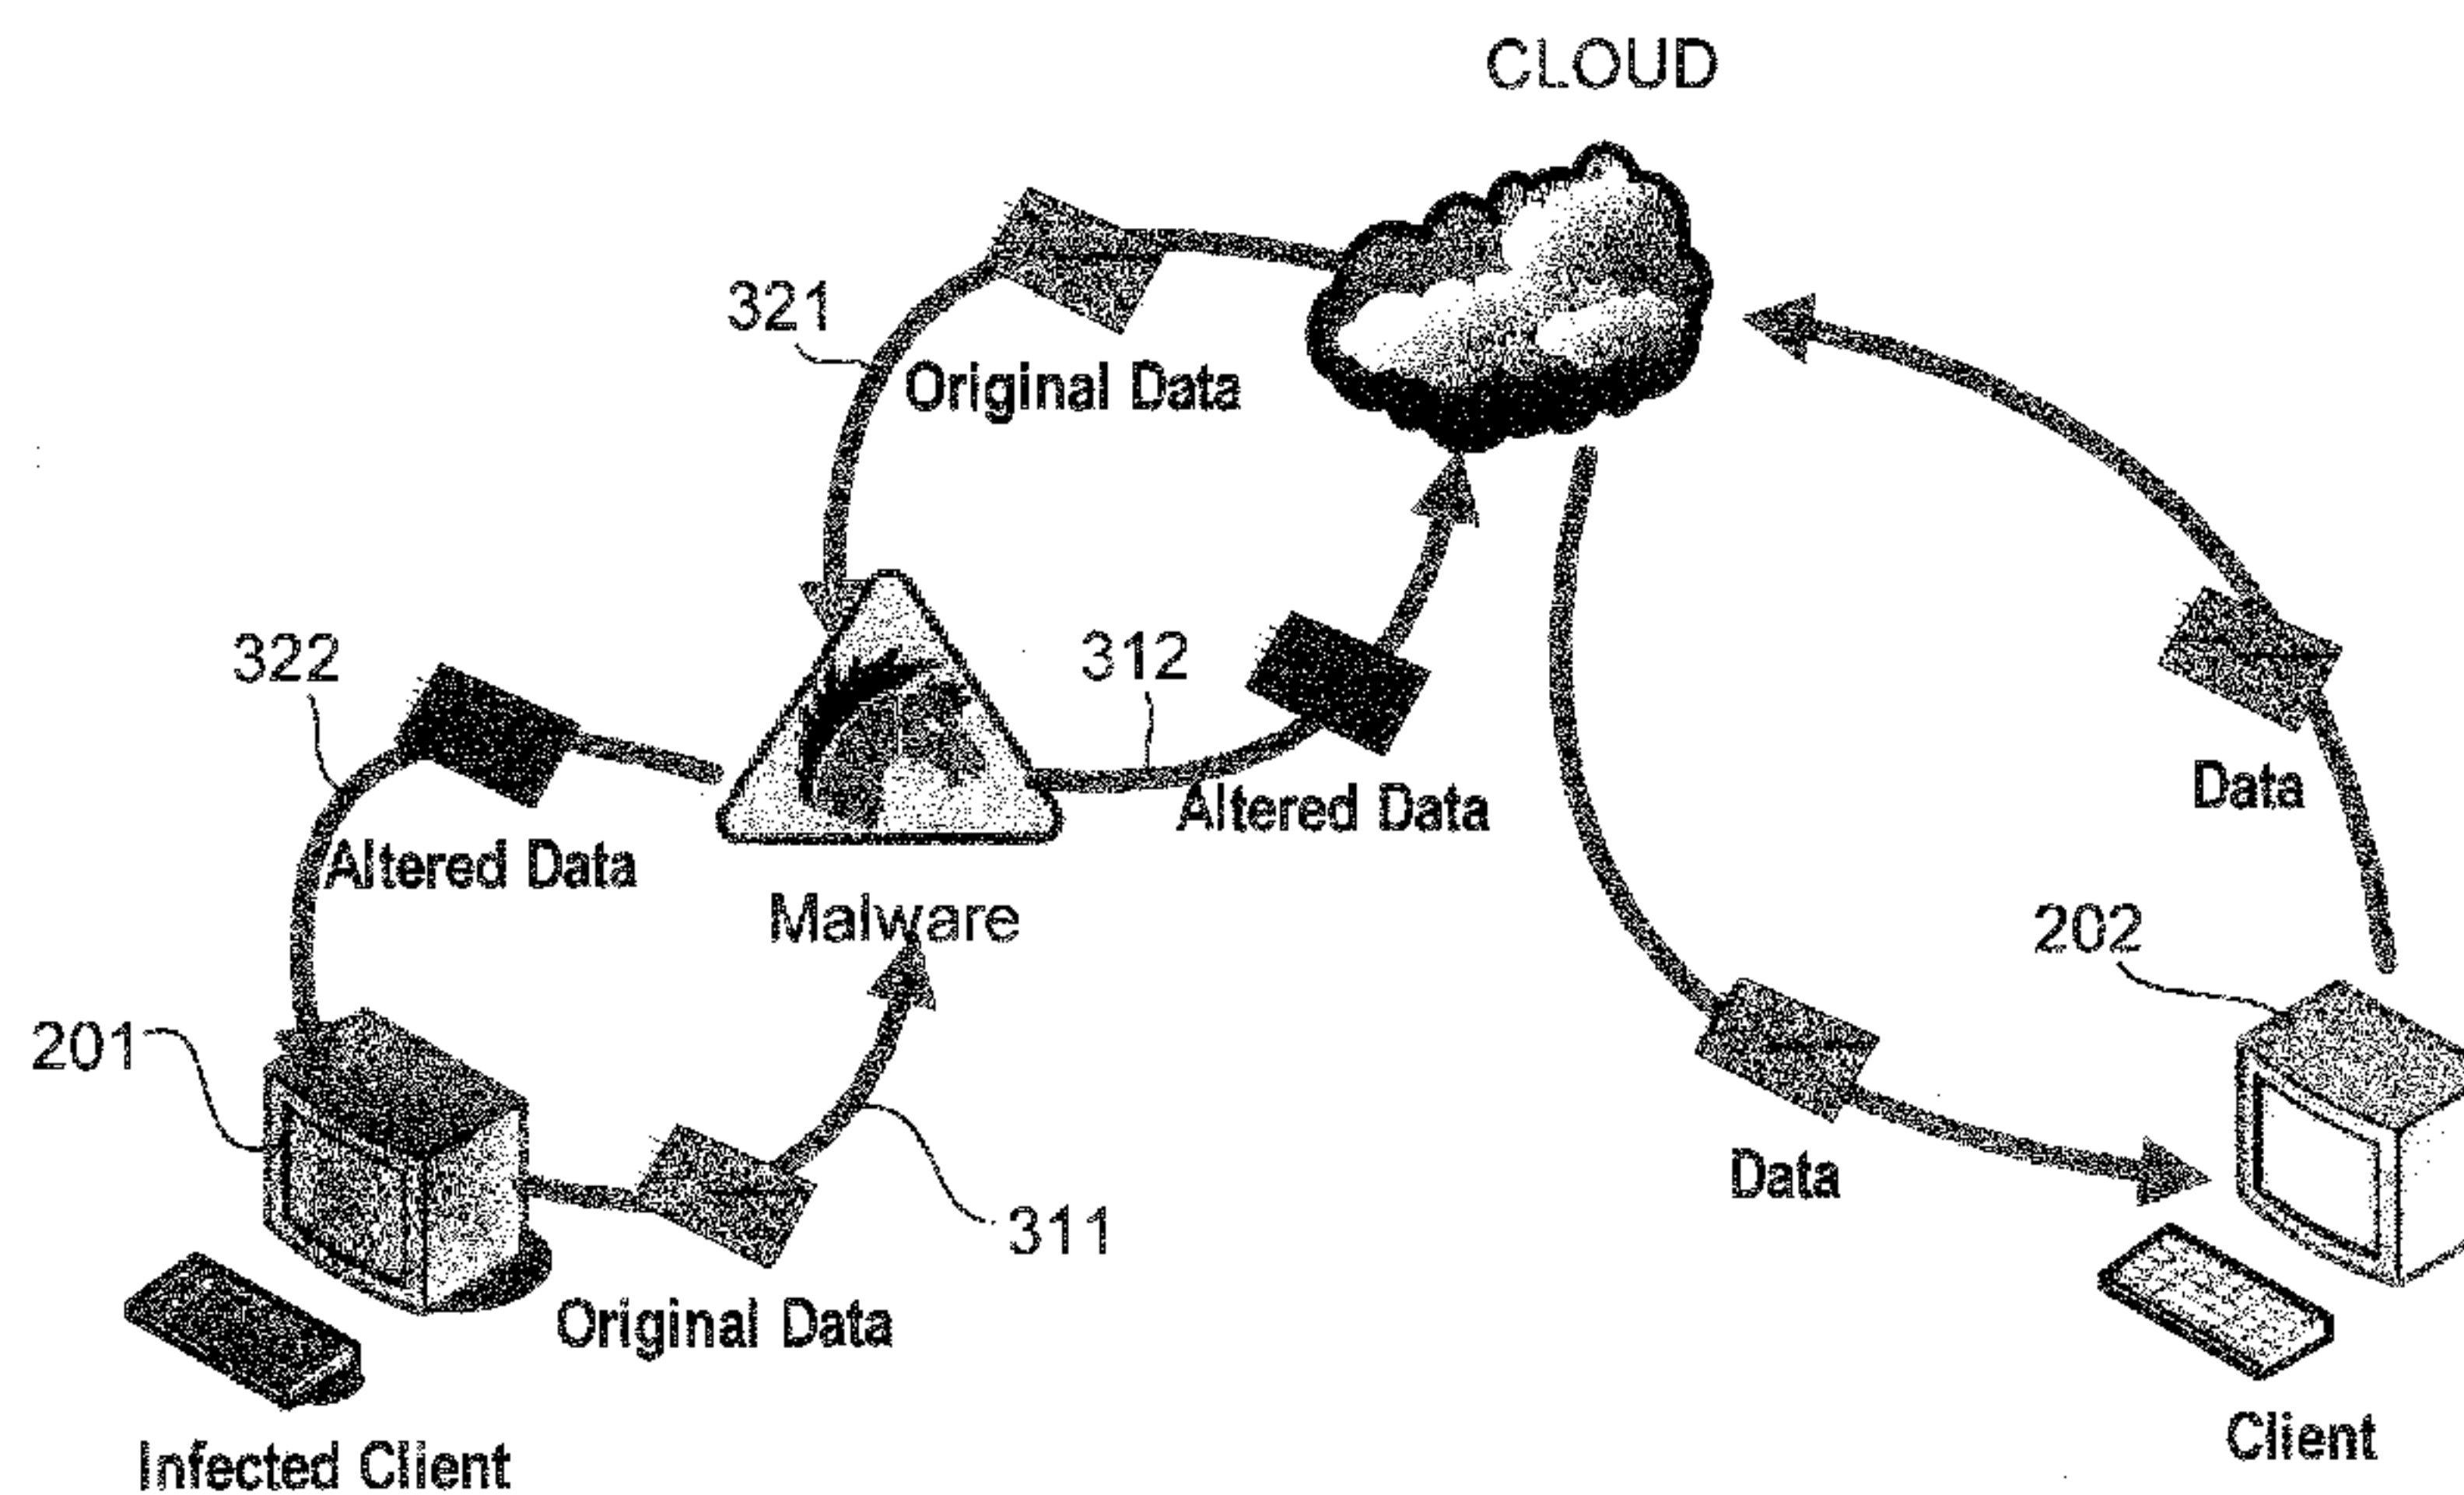 CLOUD
321
Original Data
322
312
Altered Data
Altered Data
Malware
Data
202
201
Data
311
Original Data
Infected Client
Client